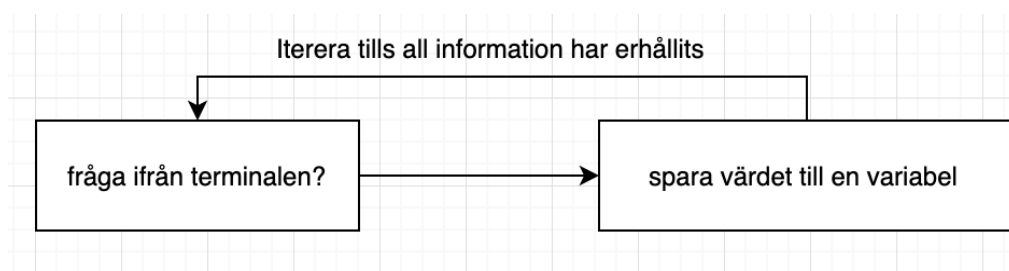 Iterera tills all information har erhållits
fråga ifrån terminalen?
spara värdet till en variabel